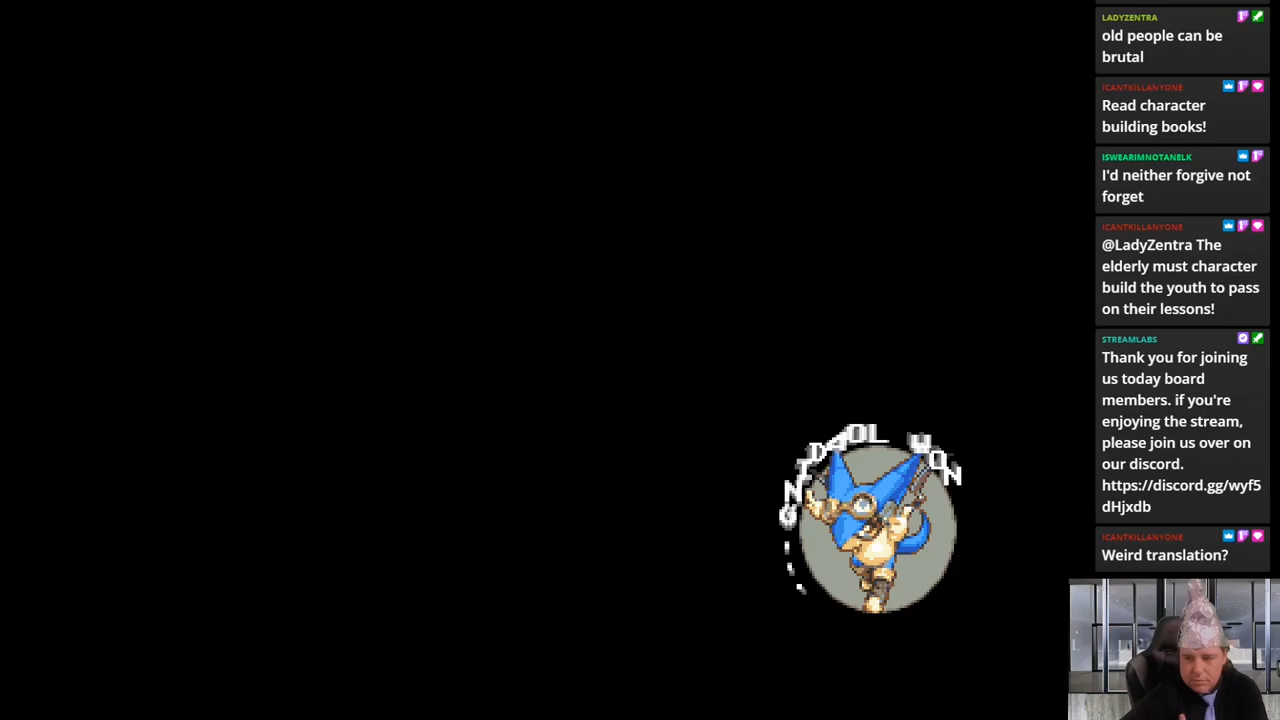 LADYZENTRA
old people can be
brutal
ICANTKILLANYONE
Read character
building books!
ISWEARIMNOTANELK
I'd neither forgive not
forget
ICANTKILLANYONE
@LadyZentra The
elderly must character
build the youth to pass
on their lessons!
STREAMLABS
Thank you for joining
us today board
members. if you're
enjoying the stream,
please join us over on
our discord.
https://discord.gg/wyf5
dHjxdb
ICANTKILLANYONE
Weird translation?
NOW LOADING...